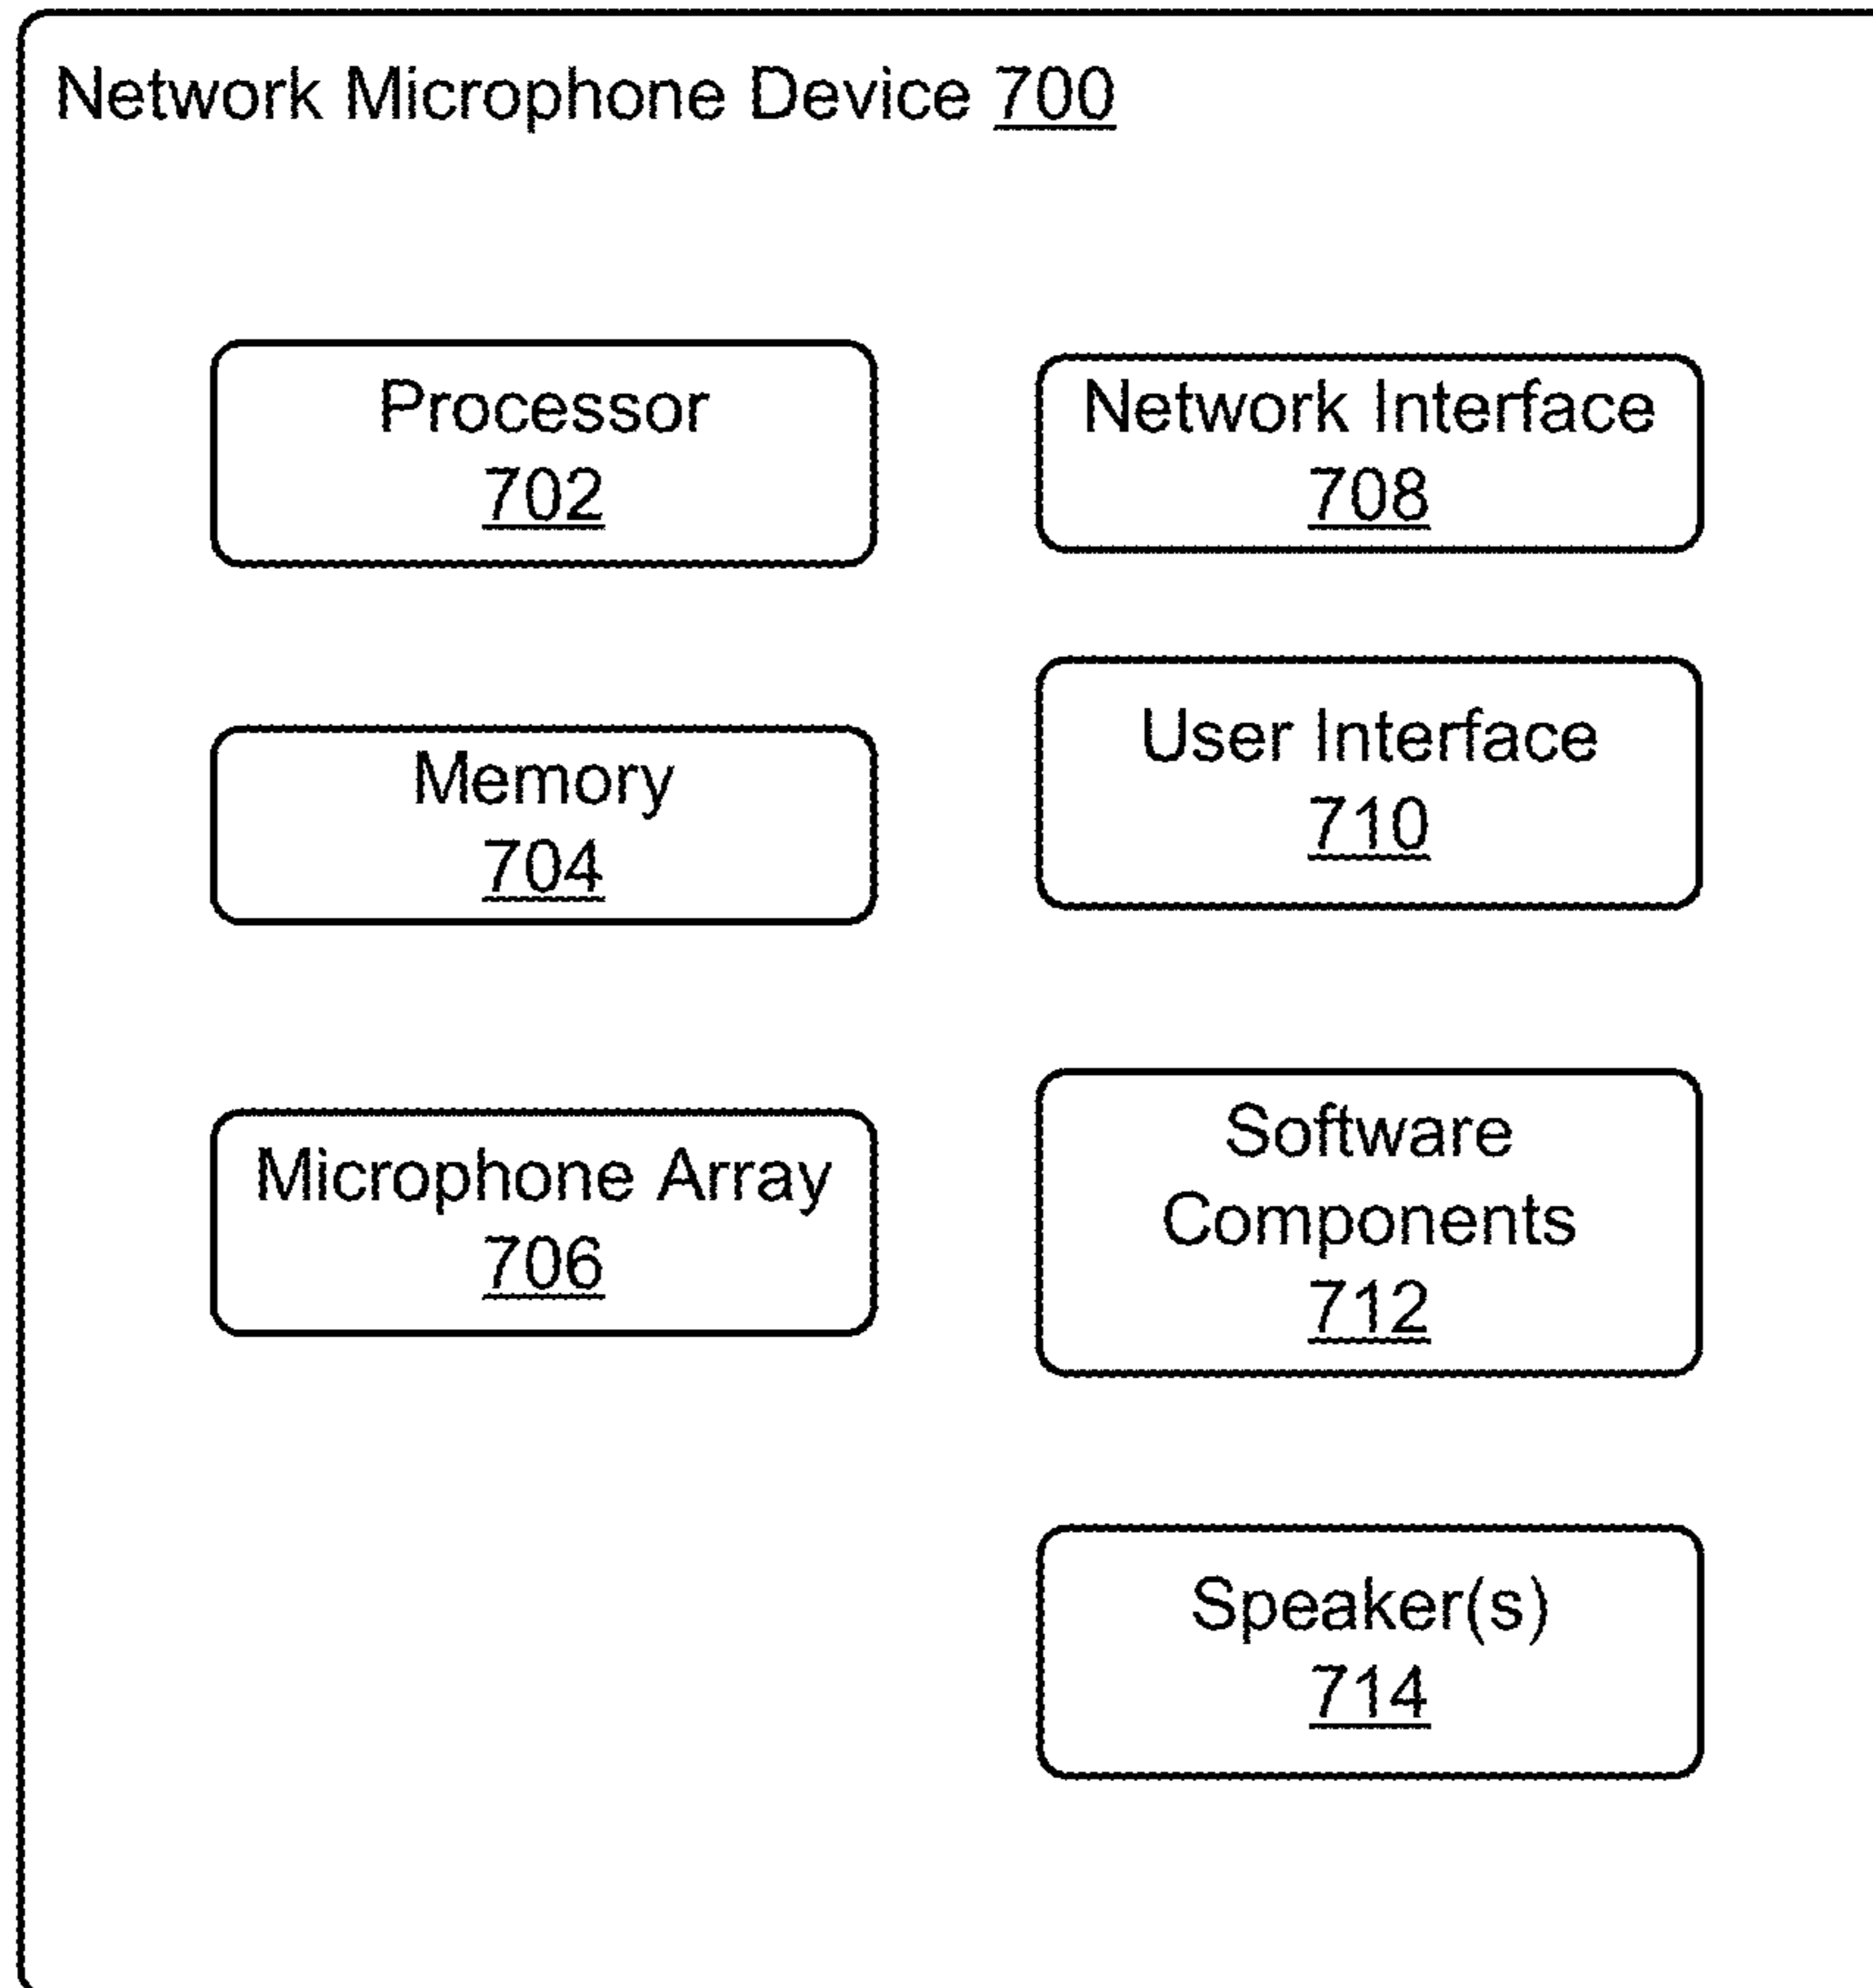 Network Microphone Device 700
Processor
702
Memory
704
Microphone Array
706
Network Interface
708
User Interface
710
Software
Components
712
Speaker(s)
714